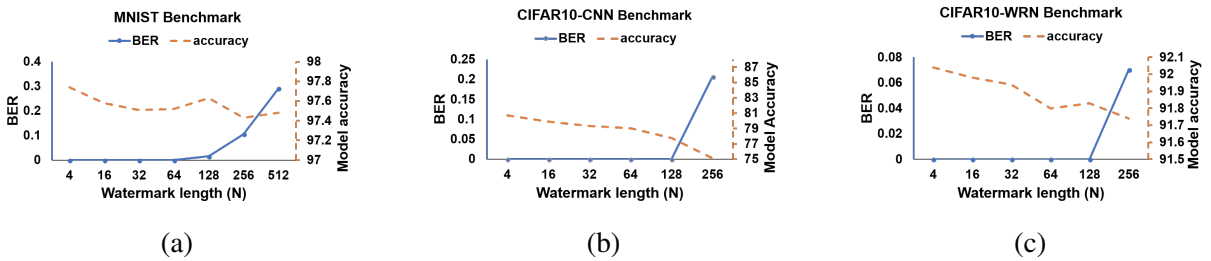 MNIST Benchmark
BER accuracy
0.4
0.3
0.2
0.1
0
BER
98
97.8
97.6
97.4
97.2
97
Model accuracy
4 16 32 64 128 256 512
Watermark length (N)
(a)
CIFAR10-CNN Benchmark
BER accuracy
0.25
0.2
0.15
0.1
0.05
0
BER
87
85
83
81
79
77
75
Model Accuracy
4 16 32 64 128 256
Watermark length (N)
(b)
CIFAR10-WRN Benchmark
BER accuracy
0.08
0.06
0.04
0.02
0
BER
92.1
92
91.9
91.8
91.7
91.6
91.5
Model accuracy
4 16 32 64 128 256
Watermark length (N)
(c)